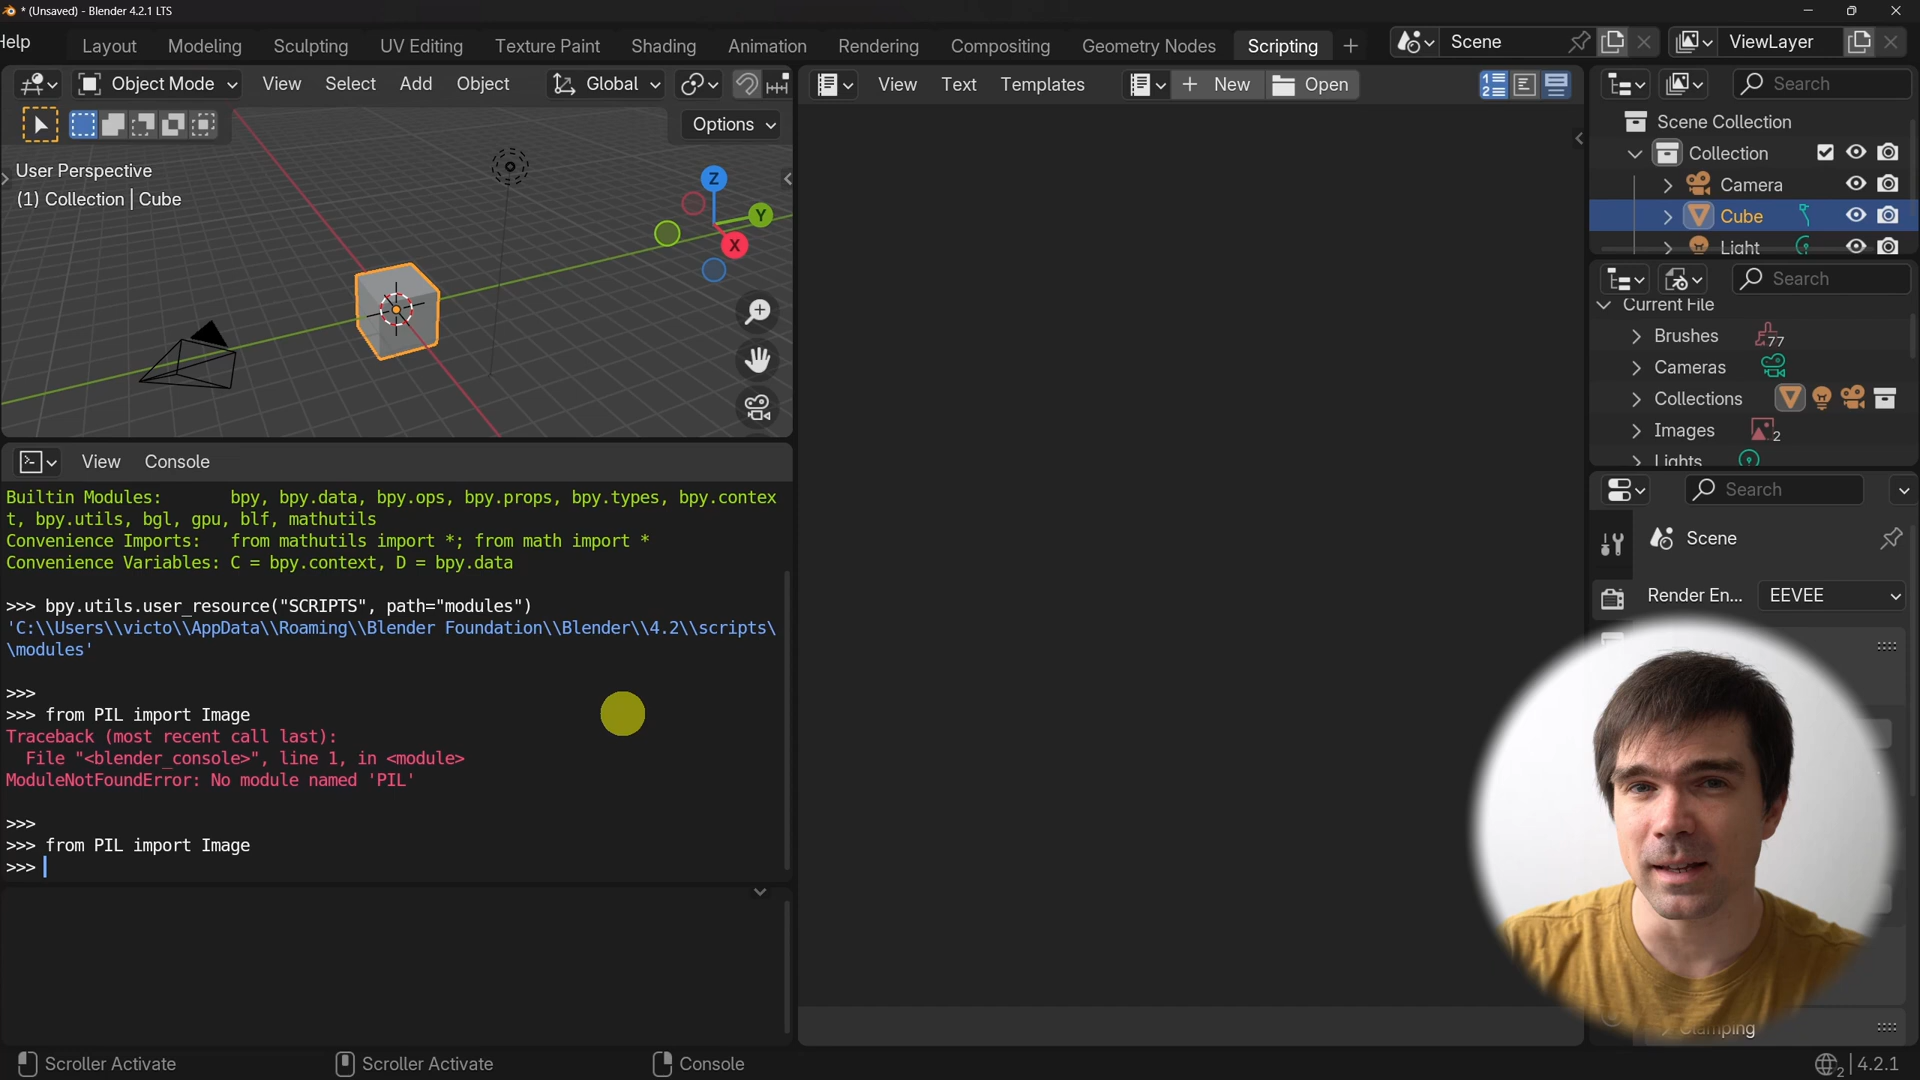 * (Unsaved) - Blender 4.2.1 LTS
Help Layout Modeling Sculpting UV Editing Texture Paint Shading Animation Rendering Compositing Geometry Nodes Scripting + Scene ViewLayer
Object Mode View Select Add Object Global
Options
User Perspective
(1) Collection | Cube
Z
Y
X
View Text Templates + New Open
Search
Scene Collection
Collection
Camera
Cube
Light
Search
Current File
Brushes 77
Cameras
Collections
Images 2
Lights
Search
Scene
Render En... EEVEE
Clamping
View Console
Builtin Modules:       bpy, bpy.data, bpy.ops, bpy.props, bpy.types, bpy.contex
t, bpy.utils, bgl, gpu, blf, mathutils
Convenience Imports:   from mathutils import *; from math import *
Convenience Variables: C = bpy.context, D = bpy.data
>>> bpy.utils.user_resource("SCRIPTS", path="modules")
'C:\\Users\\victo\\AppData\\Roaming\\Blender Foundation\\Blender\\4.2\\scripts\
\modules'
>>>
>>> from PIL import Image
Traceback (most recent call last):
  File "<blender_console>", line 1, in <module>
ModuleNotFoundError: No module named 'PIL'
>>>
>>> from PIL import Image
>>>
Scroller Activate Scroller Activate Console 2 4.2.1